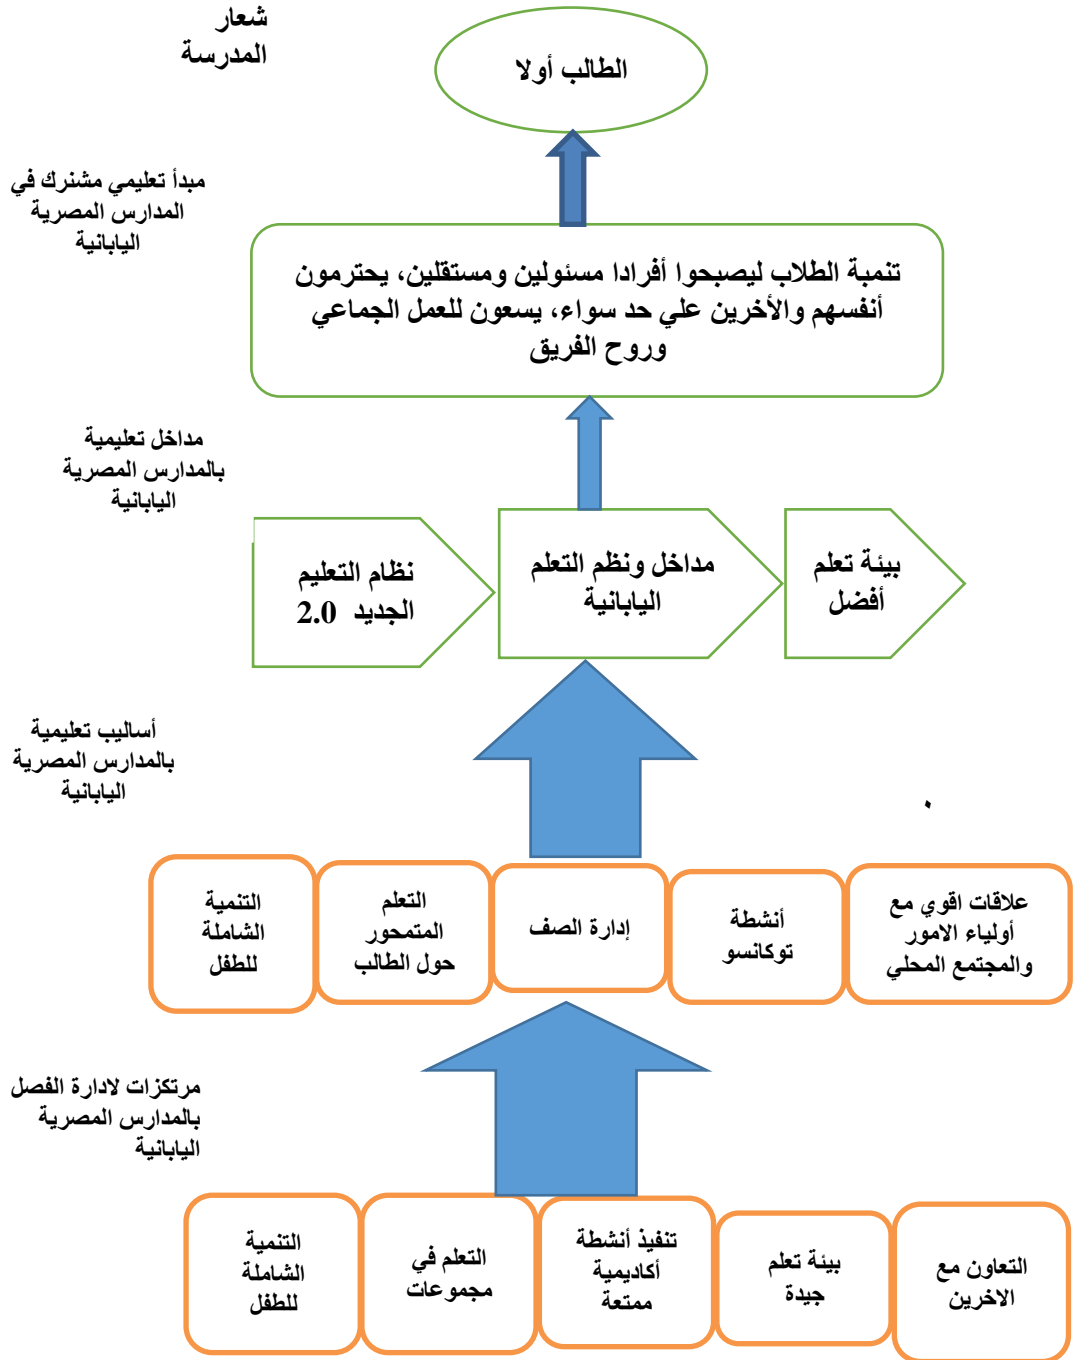 شعار
المدرسة
الطالب أولا
مبدأ تعليمي مشنرك في
المدارس المصرية
اليابانية
تنمبة الطلاب ليصبحوا أفرادا مسئولين ومستقلين، يحترمون
أنفسهم والأخرين علي حد سواء، يسعون للعمل الجماعي
وروح الفريق
مداخل تعليمية
بالمدارس المصرية
اليابانية
بيئة تعلم
أفضل
مداخل ونظم التعلم
اليابانية
نظام التعليم
الجديد 2.0
أساليب تعليمية
بالمدارس المصرية
اليابانية
.
علاقات اقوي مع
أولياء الامور
والمجتمع المحلي
أنشطة
توكاتسو
إدارة الصف
التعلم
المتمحور
حول الطالب
التنمية
الشاملة
للطفل
مرتكزات لادارة الفصل
بالمدارس المصرية
اليابانية
التعاون مع
الاخرين
بيئة تعلم
جيدة
تنفيذ أنشطة
أكاديمية
ممتعة
التعلم في
مجموعات
التنمية
الشاملة
للطفل